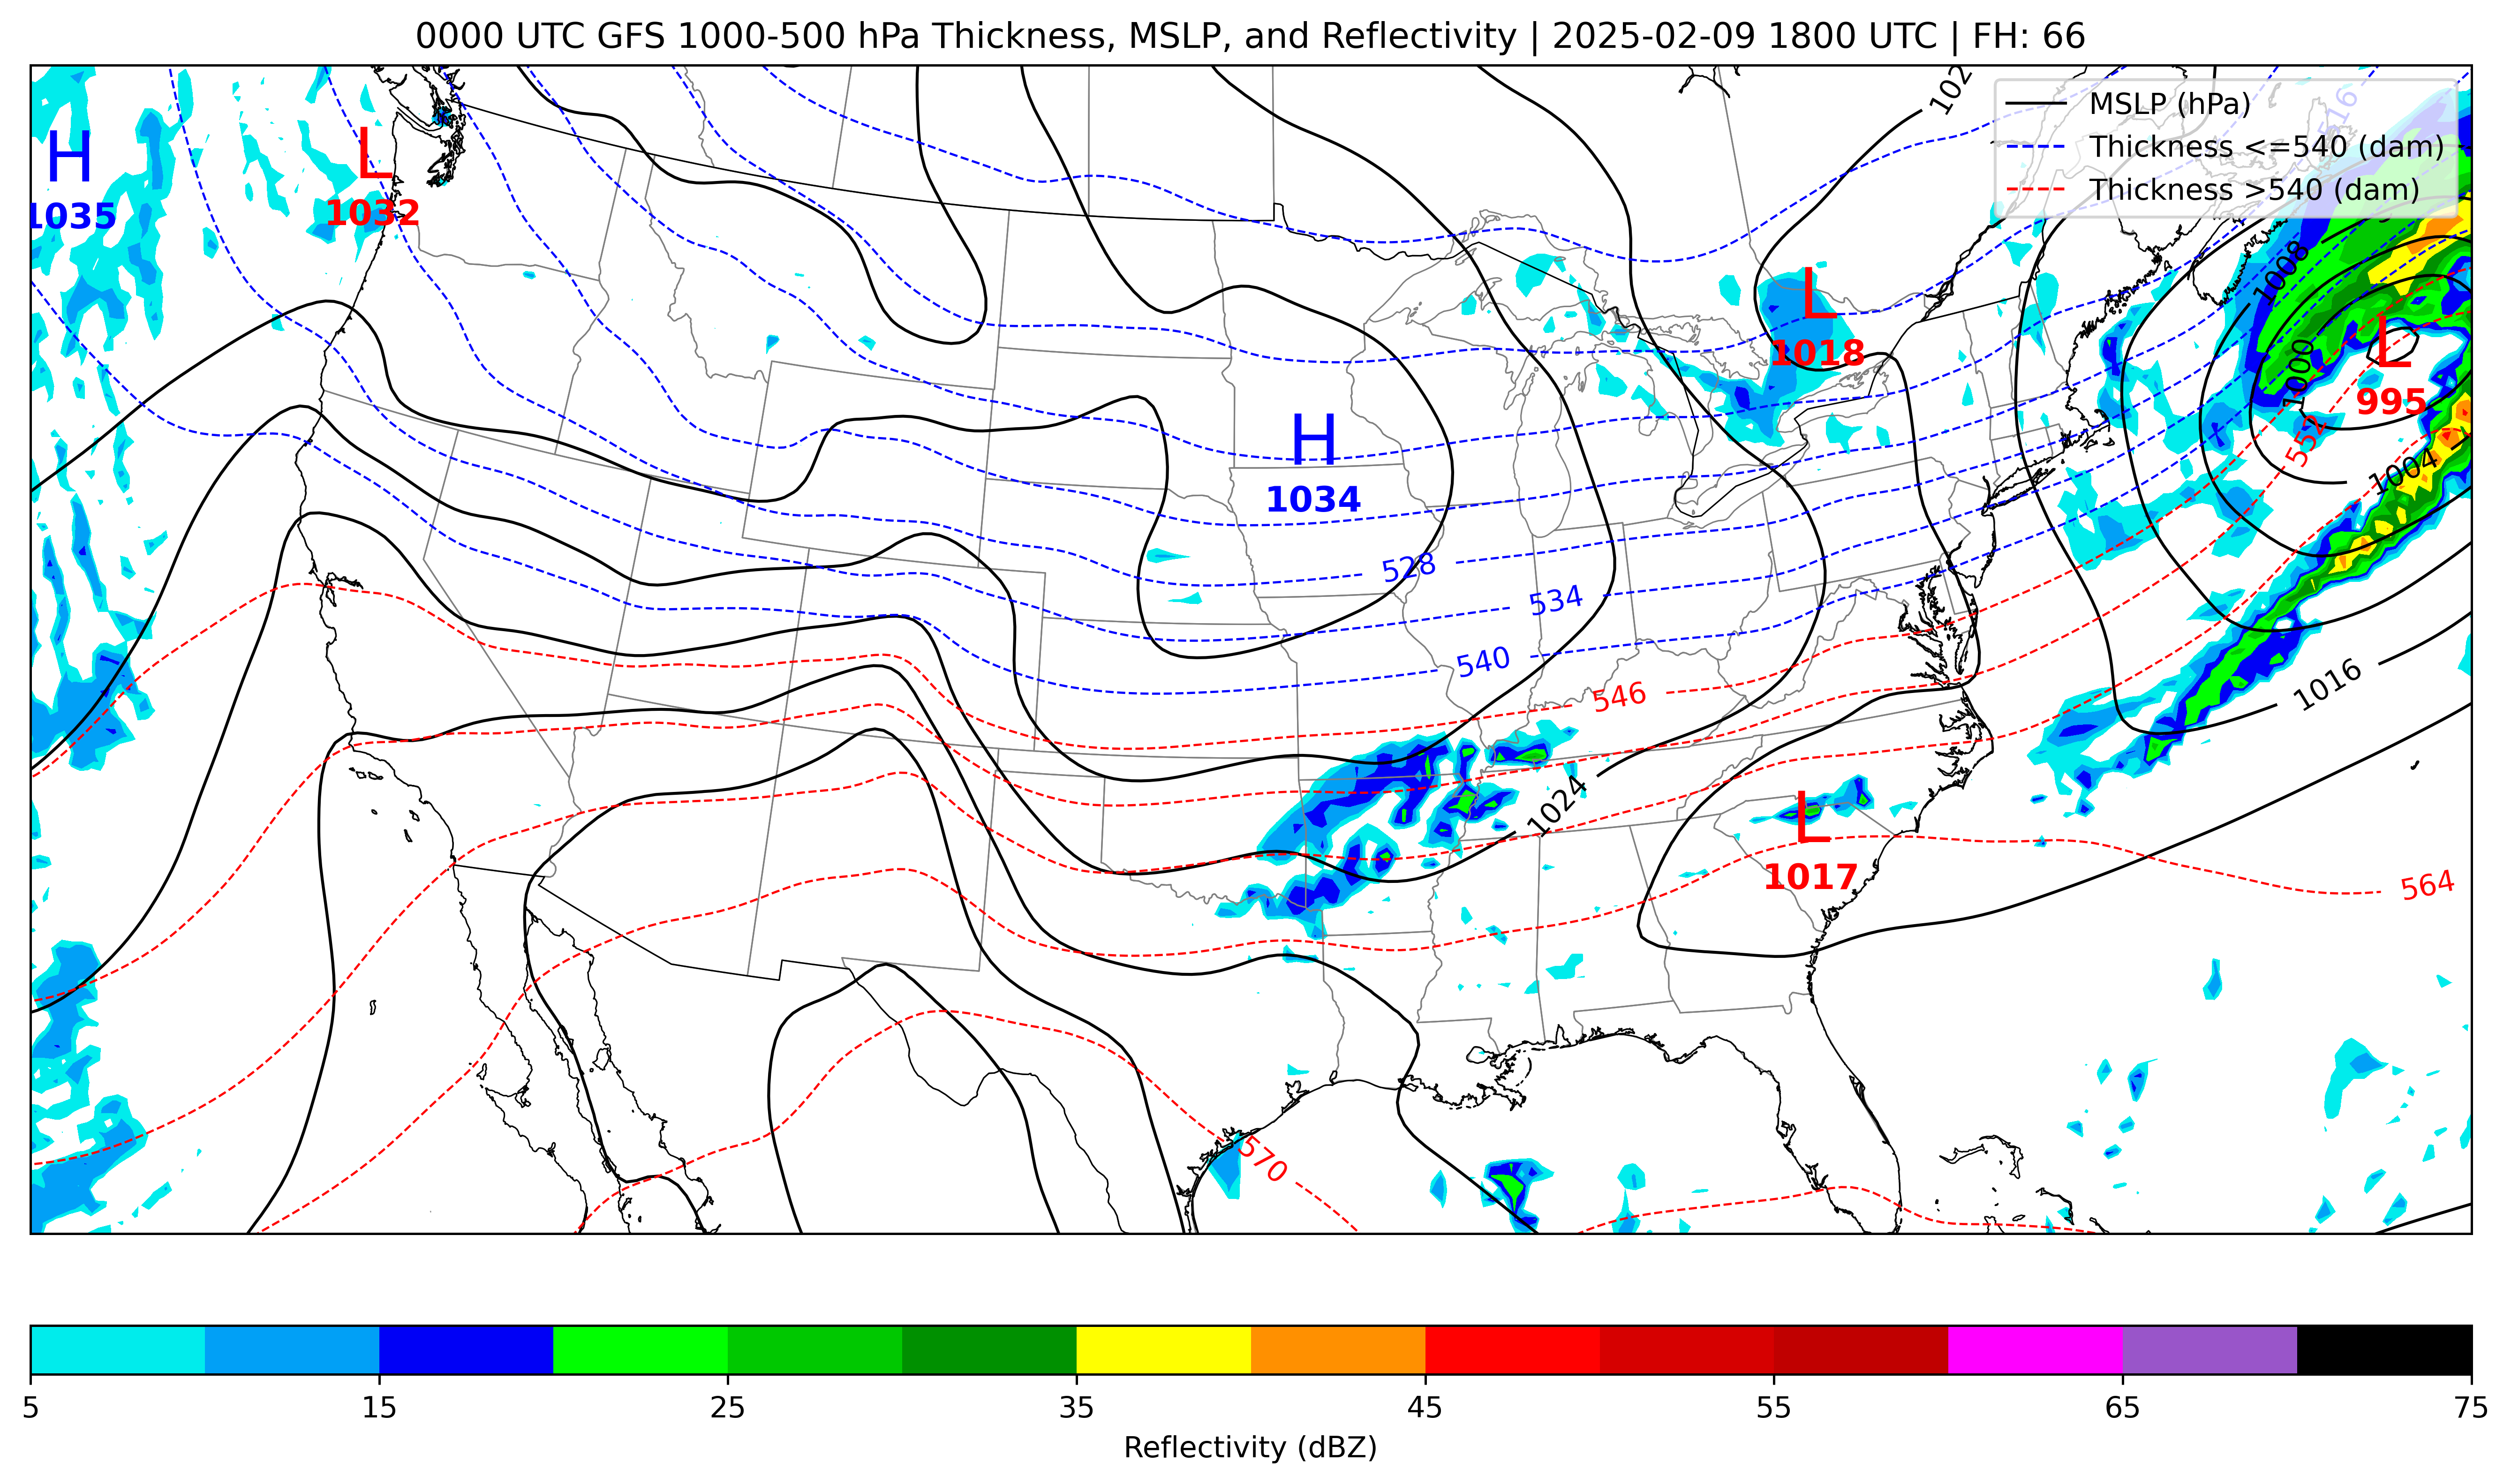 0000 UTC GFS 1000-500 hPa Thickness, MSLP, and Reflectivity | 2025-02-09 1800 UTC | FH: 66
102
MSLP (hPa)
Thickness <=540 (dam)
Thickness >540 (dam)
516
H
1035
L
1032
1008
L
1018
L
995
1000
552
1004
H
1034
528
534
540
546
1016
1024
L
1017
564
570
5 15 25 35 45 55 65 75
Reflectivity (dBZ)